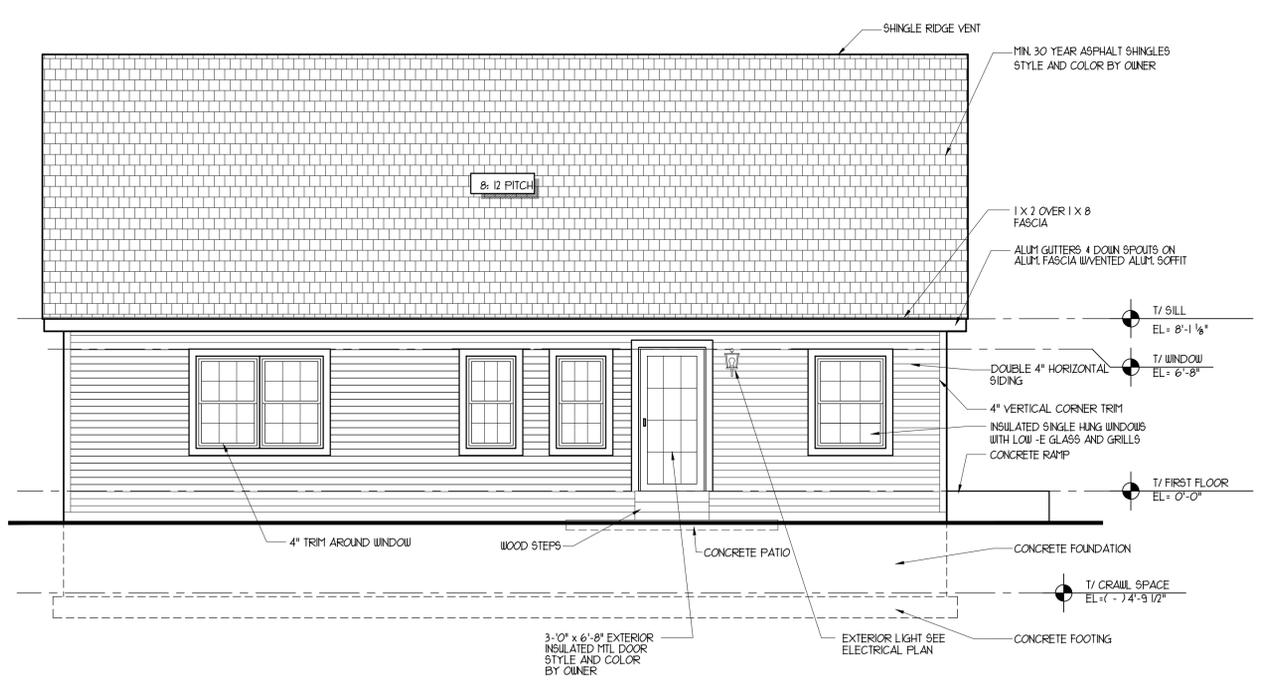 SHINGLE RIDGE VENT
MIN. 30 YEAR ASPHALT SHINGLES
STYLE AND COLOR BY OWNER
8: 12 PITCH
1 X 2 OVER 1 X 8
FASCIA
ALUM GUTTERS & DOWN SPOUTS ON
ALUM. FASCIA W/VENTED ALUM. SOFFIT
T/ SILL
EL= 8'-1 1/8"
T/ WINDOW
EL= 6'-8"
DOUBLE 4" HORIZONTAL
SIDING
4" VERTICAL CORNER TRIM
INSULATED SINGLE HUNG WINDOWS
WITH LOW -E GLASS AND GRILLS
CONCRETE RAMP
T/ FIRST FLOOR
EL= 0'-0"
4" TRIM AROUND WINDOW
WOOD STEPS
CONCRETE PATIO
CONCRETE FOUNDATION
T/ CRAWL SPACE
EL=( - ) 4'-9 1/2"
3-'0" x 6'-8" EXTERIOR
INSULATED MTL DOOR
STYLE AND COLOR
BY OWNER
EXTERIOR LIGHT SEE
ELECTRICAL PLAN
CONCRETE FOOTING